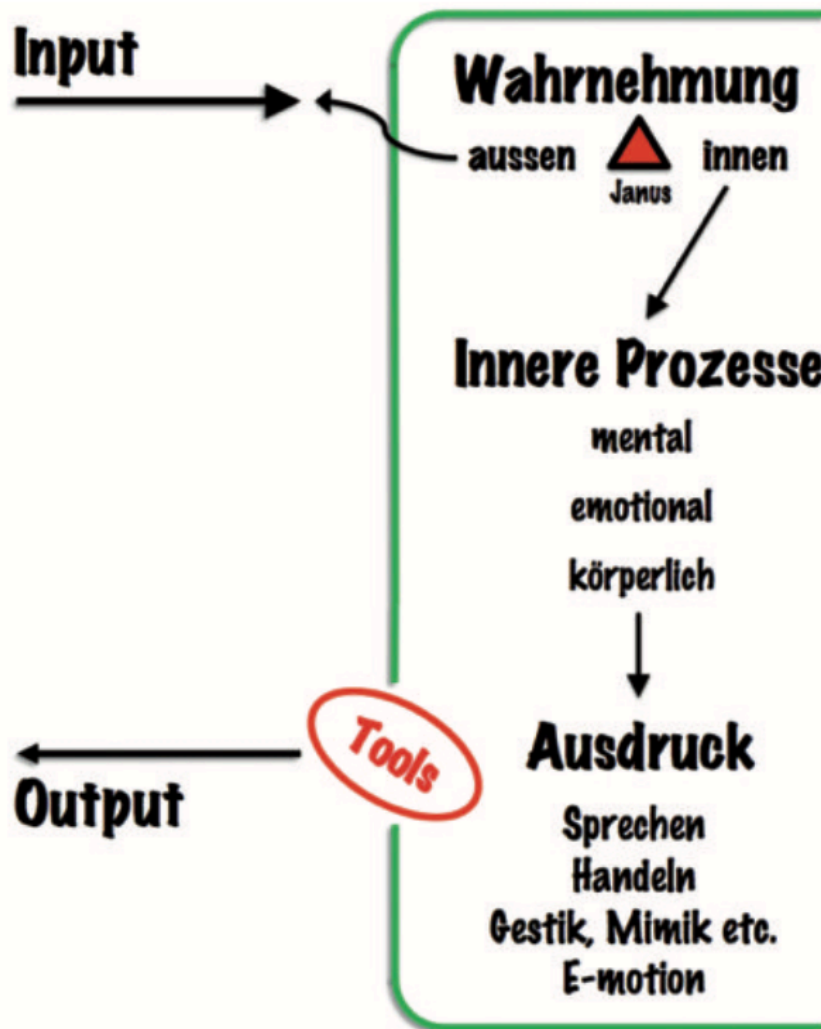 Input
Wahrnehmung
aussen innen
Janus
Innere Prozesse
mental
emotional
körperlich
Tools
Ausdruck
Output
Sprechen
Handeln
Gestik, Mimik etc.
E-motion